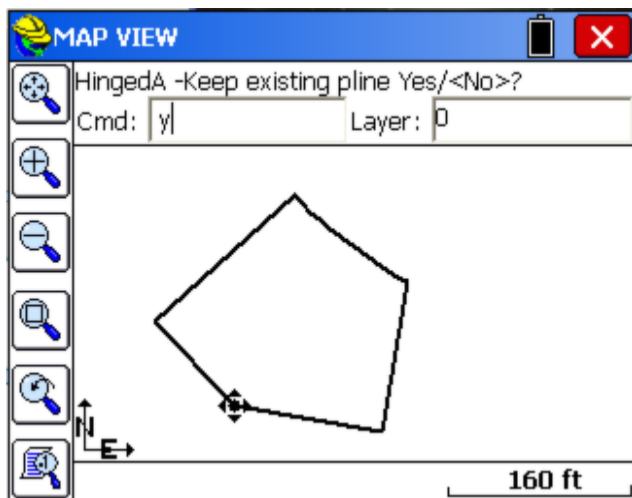 MAP VIEW
HingedA -Keep existing pline Yes/<No>?
Cmd: y Layer: 0
N
E
160 ft